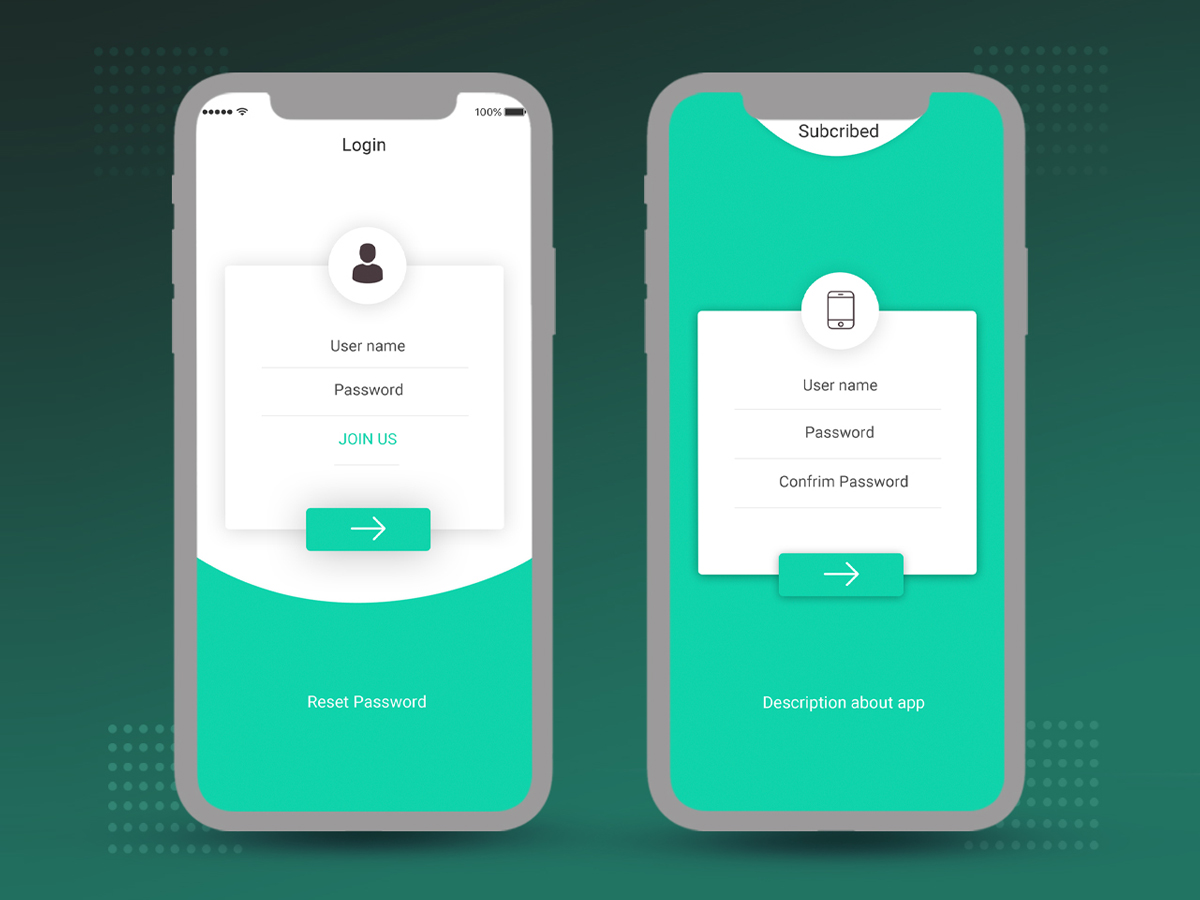 100%
Login
User name
Password
JOIN US
Reset Password
Subcribed
User name
Password
Confrim Password
Description about app